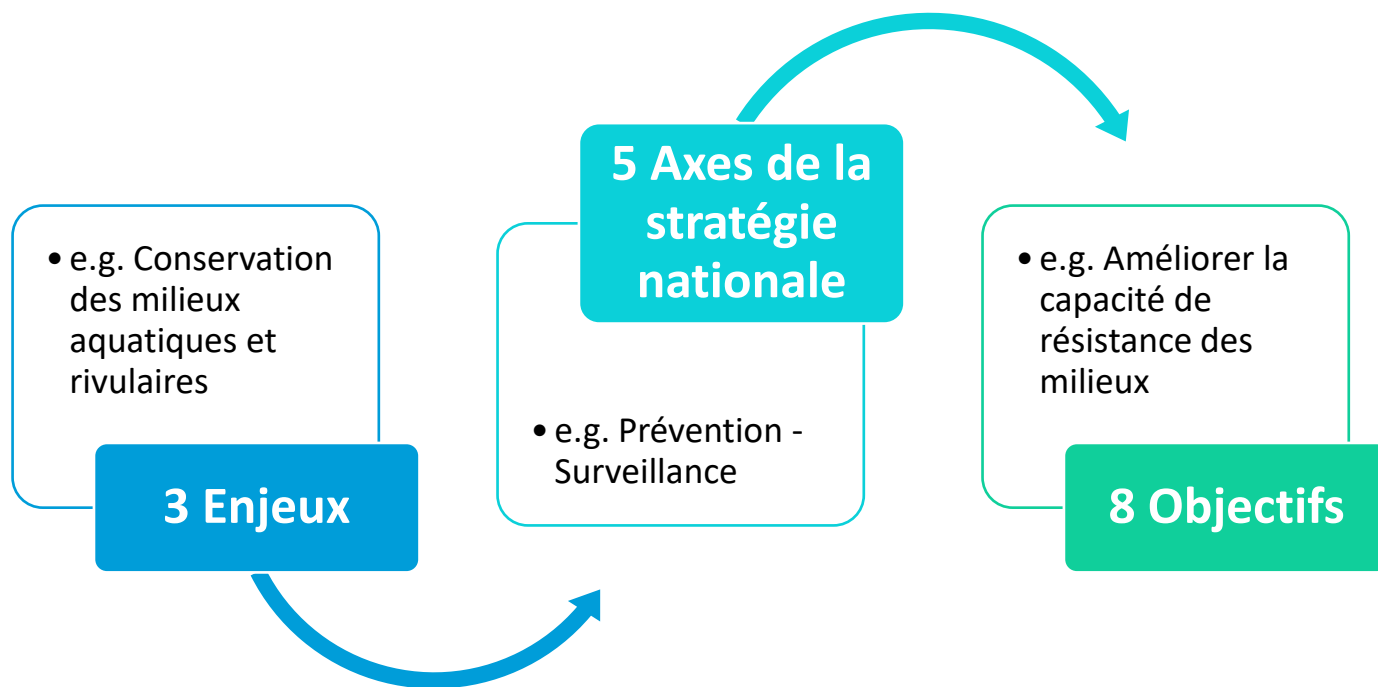 • e.g. Conservation
des milieux
aquatiques et
rivulaires
3 Enjeux
5 Axes de la
stratégie
nationale
• e.g. Prévention -
Surveillance
• e.g. Améliorer la
capacité de
résistance des
milieux
8 Objectifs